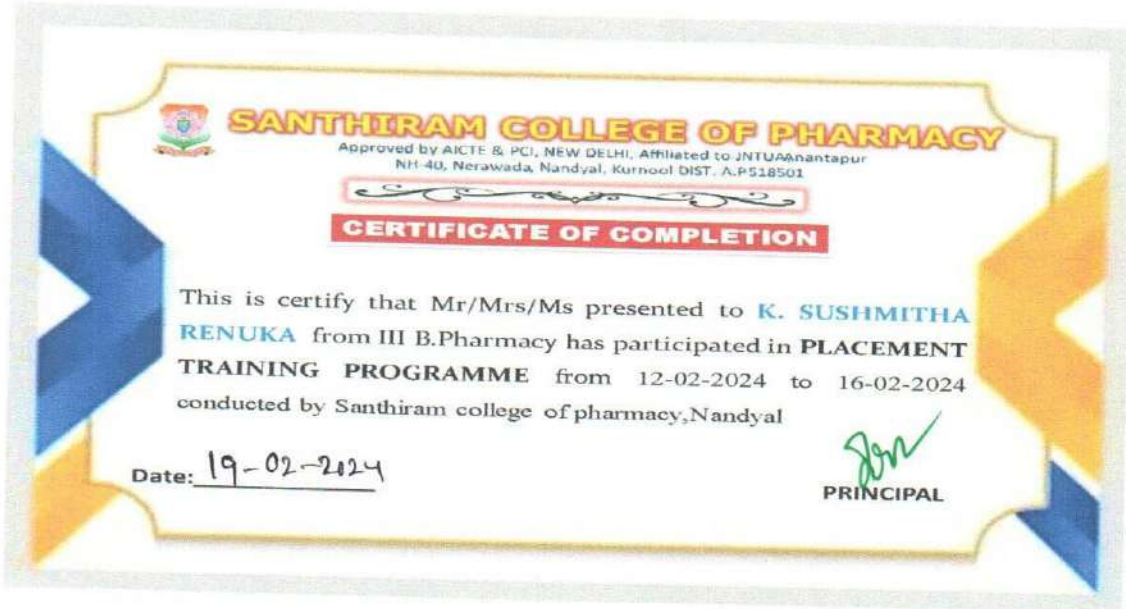 SANTHIRAM COLLEGE OF PHARMACY
Approved by AICTE & PCI, NEW DELHI, Affiliated to JNTUAAnantapur
NH-40, Nerawada, Nandyal, Kurnool DIST. A.P518501
CERTIFICATE OF COMPLETION
This is certify that Mr/Mrs/Ms presented to K. SUSHMITHA
RENUKA from III B.Pharmacy has participated in PLACEMENT
TRAINING PROGRAMME from 12-02-2024 to 16-02-2024
conducted by Santhiram college of pharmacy,Nandyal
Date: 19-02-2024
PRINCIPAL